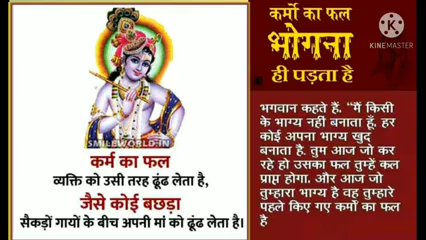 SMILEWORLD.IN
कर्म का फल
व्यक्ति को उसी तरह ढूंढ लेता है,
जैसे कोई बछड़ा
सैकड़ों गायों के बीच अपनी मां को ढूंढ लेता है।
कर्मो का फल
भोगना
ही पड़ता है
KINEMASTER
भगवान कहते हैं, "मैं किसी
के भाग्य नहीं बनाता हूँ, हर
कोई अपना भाग्य खुद
बनाता है. तुम आज जो कर
रहे हो उसका फल तुम्हें कल
प्राप्त होगा. और आज जो
तुम्हारा भाग्य है वह तुम्हारे
पहले किए गए कर्मों का फल
है